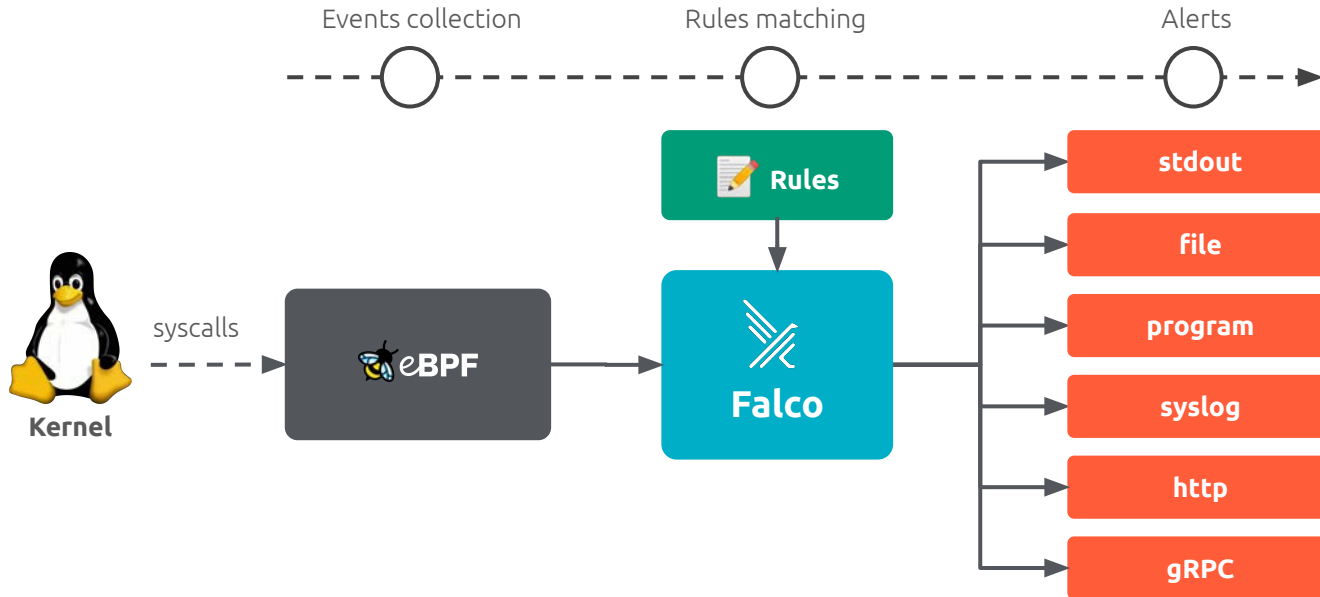 Events collection
Rules matching
Alerts
Rules
stdout
file
program
syslog
http
gRPC
syscalls
Kernel
eBPF
Falco